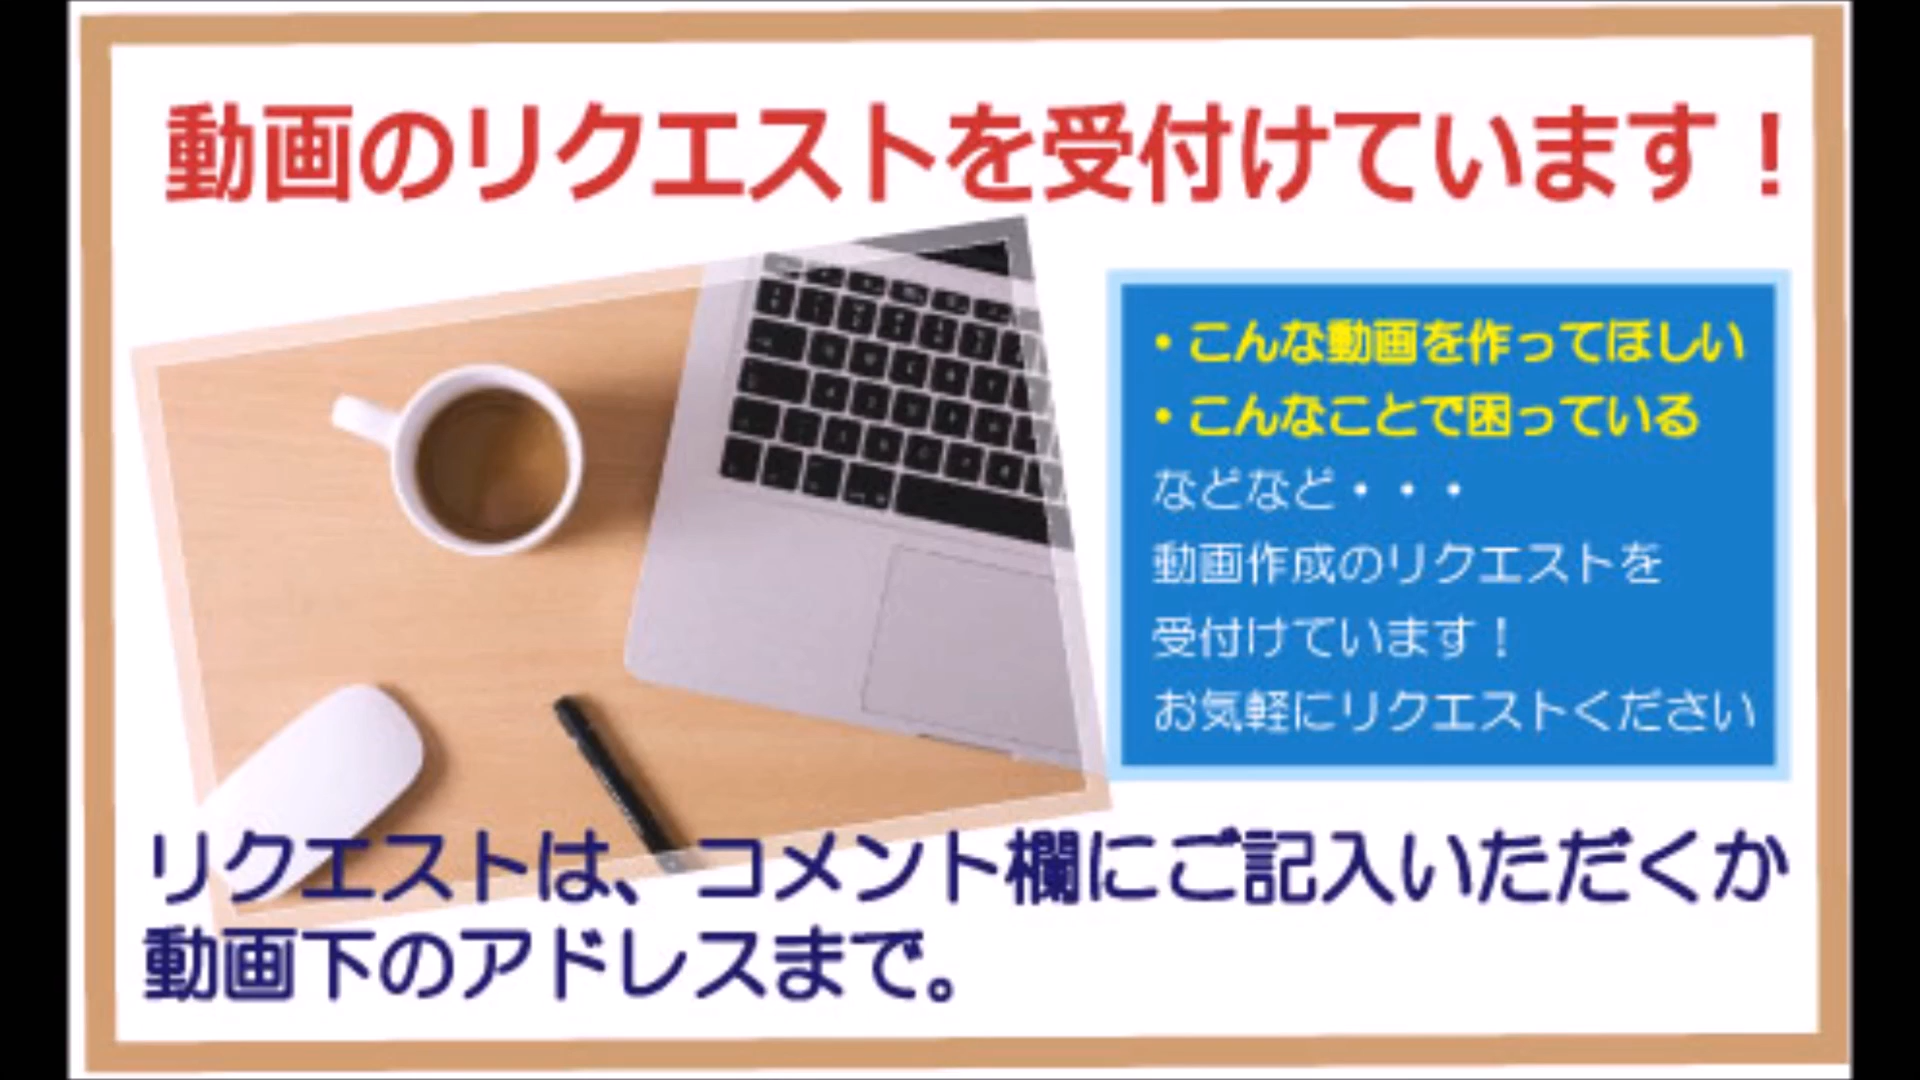 動画のリクエストを受付けています！
・こんな動画を作ってほしい
・こんなことで困っている
などなど・・・
動画作成のリクエストを
受付けています！
お気軽にリクエストください
リクエストは、コメント欄にご記入いただくか
動画下のアドレスまで。